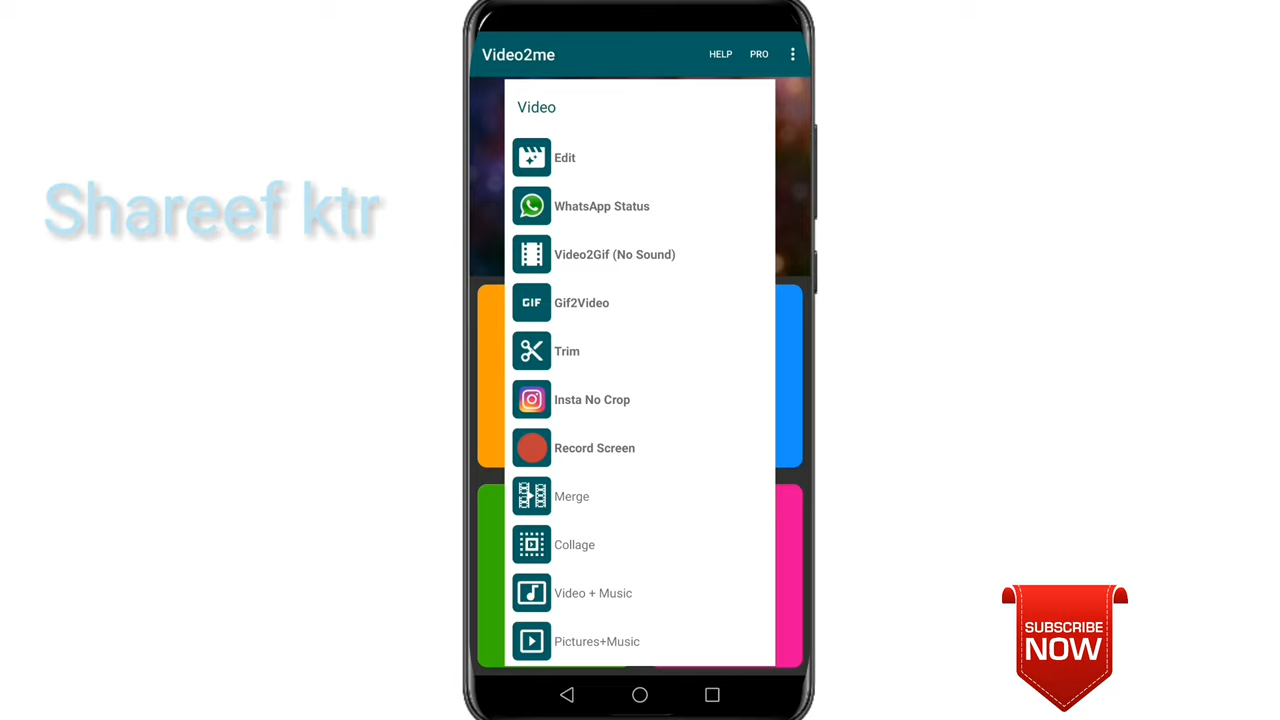 Video2me
HELP
PRO
Video
Edit
WhatsApp Status
Video2Gif (No Sound)
GIF
Gif2Video
Trim
Insta No Crop
Record Screen
Merge
Collage
Video + Music
Pictures+Music
Shareef ktr
SUBSCRIBE
NOW